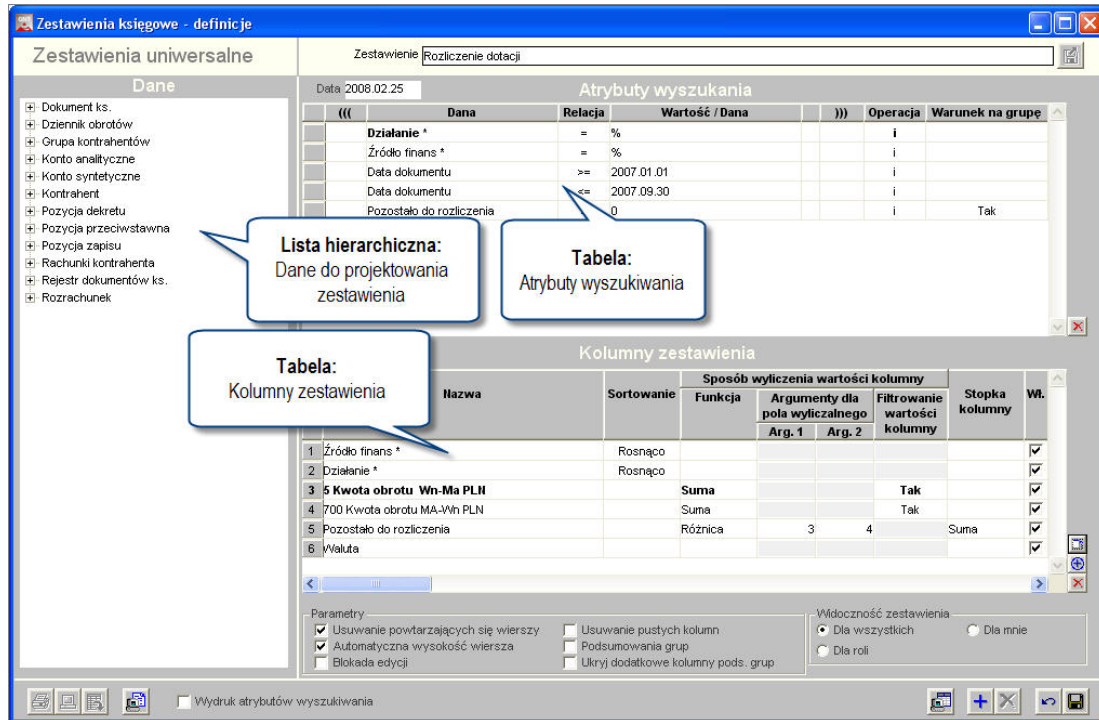 Zestawienia księgowe - definicje
Zestawienia uniwersalne
Zestawienie Rozliczenie dotacji
Dane
Dokument ks.
Dziennik obrotów
Grupa kontrahentów
Konto analityczne
Konto syntetyczne
Kontrahent
Pozycja dekretu
Pozycja przeciwstawna
Pozycja zapisu
Rachunki kontrahenta
Rejestr dokumentów ks.
Rozrachunek
Data 2008.02.25 Atrybuty wyszukania
((( Dana Relacja Wartość / Dana ))) Operacja Warunek na grupę
Działanie * = % i
Źródło finans * = % i
Data dokumentu >= 2007.01.01 i
Data dokumentu <= 2007.09.30 i
Pozostało do rozliczenia 0 i Tak
Lista hierarchiczna:
Dane do projektowania
zestawienia
Tabela:
Atrybuty wyszukiwania
Tabela:
Kolumny zestawienia
Kolumny zestawienia
Nazwa Sortowanie Sposób wyliczenia wartości kolumny Stopka kolumny Wł.
Funkcja Argumenty dla pola wyliczalnego Filtrowanie wartości kolumny
Arg. 1 Arg. 2
1 Źródło finans * Rosnąco
2 Działanie * Rosnąco
3 5 Kwota obrotu Wn-Ma PLN Suma Tak
4 700 Kwota obrotu MA-Wn PLN Suma Tak
5 Pozostało do rozliczenia Różnica 3 4 Suma
6 Waluta
Parametry
Usuwanie powtarzających się wierszy
Automatyczna wysokość wiersza
Blokada edycji
Usuwanie pustych kolumn
Podsumowania grup
Ukryj dodatkowe kolumny pods. grup
Widoczność zestawienia
Dla wszystkich Dla mnie
Dla roli
Wydruk atrybutów wyszukiwania